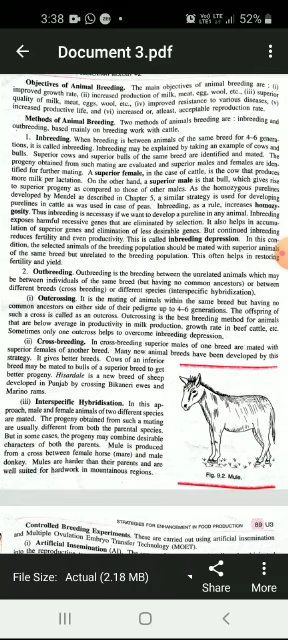 3:38 52%
Document 3.pdf
Objectives of Animal Breeding. The main objectives of animal breeding are : (i)
improved growth rate, (ii) increased production of milk, meat, egg, wool, etc., (iii) superior
quality of milk, meat, eggs, wool, etc., (iv) improved resistance to various diseases, (v)
increased productive life, and (vi) increased or, atleast, acceptable reproduction rate.
Methods of Animal Breeding. Two methods of animals breeding are : inbreeding and
outbreeding, based mainly on breeding work with cattle.
1. Inbreeding. When breeding is between animals of the same breed for 4-6 genera-
tions, it is called inbreeding. Inbreeding may be explained by taking an example of cows and
bulls. Superior cows and superior bulls of the same breed are identified and mated. The
progeny obtained from such mating are evaluated and superior males and females are iden-
tified for further mating. A superior female, in the case of cattle, is the cow that produces
more milk per lactation. On the other hand, a superior male is that bull, which gives rise
to superior progeny as compared to those of other males. As the homozygous purelines
developed by Mendel as described in Chapter 5, a similar strategy is used for developing
purelines in cattle as was used in case of peas. Inbreeding, as a rule, increases homozy-
gosity. Thus inbreeding is necessary if we want to develop a pureline in any animal. Inbreeding
exposes harmful recessive genes that are eliminated by selection. It also helps in accumu-
lation of superior genes and elimination of less desirable genes. But continued inbreeding
reduces fertility and even productivity. This is called inbreeding depression. In this con-
dition, the selected animals of the breeding population should be mated with superior animals
of the same breed but unrelated to the breeding population. This often helps in restoring
fertility and yield.
2. Outbreeding. Outbreeding is the breeding between the unrelated animals which may
be between individuals of the same breed (but having no common ancestors) or between
different breeds (cross breeding) or different species (interspecific hybridisation).
(i) Outcrossing. It is the mating of animals within the same breed but having no
common ancestors on either side of their pedigree up to 4-6 generations. The offspring of
such a cross is called as an outcross. Outcrossing is the best breeding method for animals
that are below average in productivity in milk production, growth rate in beef cattle, etc.
Sometimes only one outcross helps to overcome inbreeding depression.
(ii) Cross-breeding. In cross-breeding superior males of one breed are mated with
superior females of another breed. Many new animal breeds have been developed by this
strategy. It gives better breeds. Cows of an inferior
breed may be mated to bulls of a superior breed to get
better progeny. Hisardale is a new breed of sheep
developed in Punjab by crossing Bikaneri ewes and
Marino rams.
(iii) Interspecific Hybridisation. In this ap-
proach, male and female animals of two different species
are mated. The progeny obtained from such a mating
are usually different from both the parental species.
But in some cases, the progeny may combine desirable
characters of both the parents. Mule is produced
from a cross between female horse (mare) and male
donkey. Mules are harder than their parents and are
well suited for hardwork in mountainous regions.
Fig. 9.2. Mule.
STRATEGIES FOR ENHANCEMENT IN FOOD PRODUCTION 89 U3
Controlled Breeding Experiments. These are carried out using artificial insemination
and Multiple Ovulation Embryo Transfer Technology (MOET).
(i) Artificial Insemination (AI).
File Size: Actual (2.18 MB)
Share
More